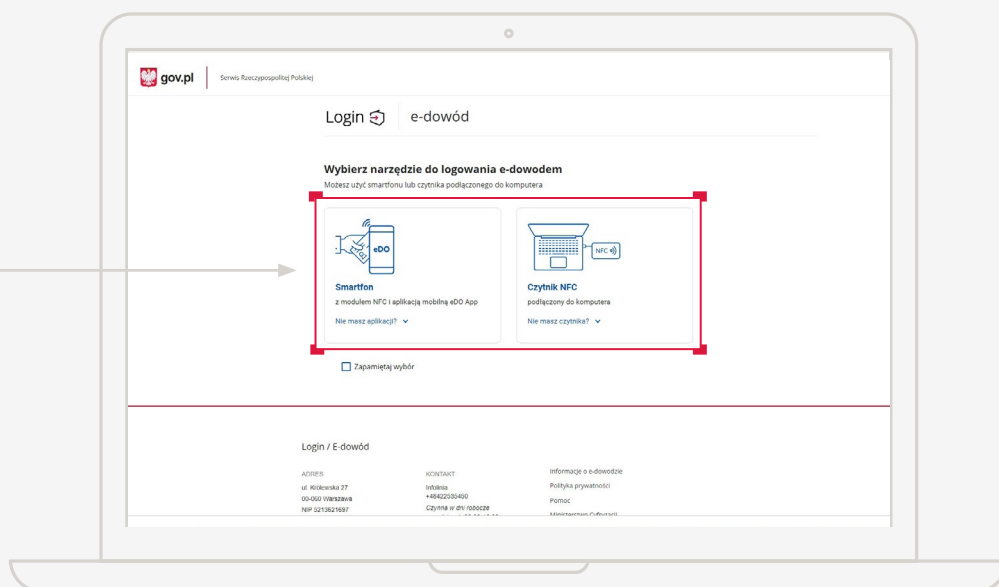 gov.pl
Serwis Rzeczypospolitej Polskiej
Login
e-dowód
Wybierz narzędzie do logowania e-dowodem
Możesz użyć smartfonu lub czytnika podłączonego do komputera
eDO
Smartfon
z modułem NFC i aplikacją mobilną eDO App
Nie masz aplikacji?
NFC
Czytnik NFC
podłączony do komputera
Nie masz czytnika?
Zapamiętaj wybór
Login / E-dowód
ADRES
ul. Królewska 27
00-060 Warszawa
NIP 5213621697
KONTAKT
Infolinia
+48422535450
Czynna w dni robocze
Informacje o e-dowodzie
Polityka prywatności
Pomoc
Ministerstwo Cyfryzacji